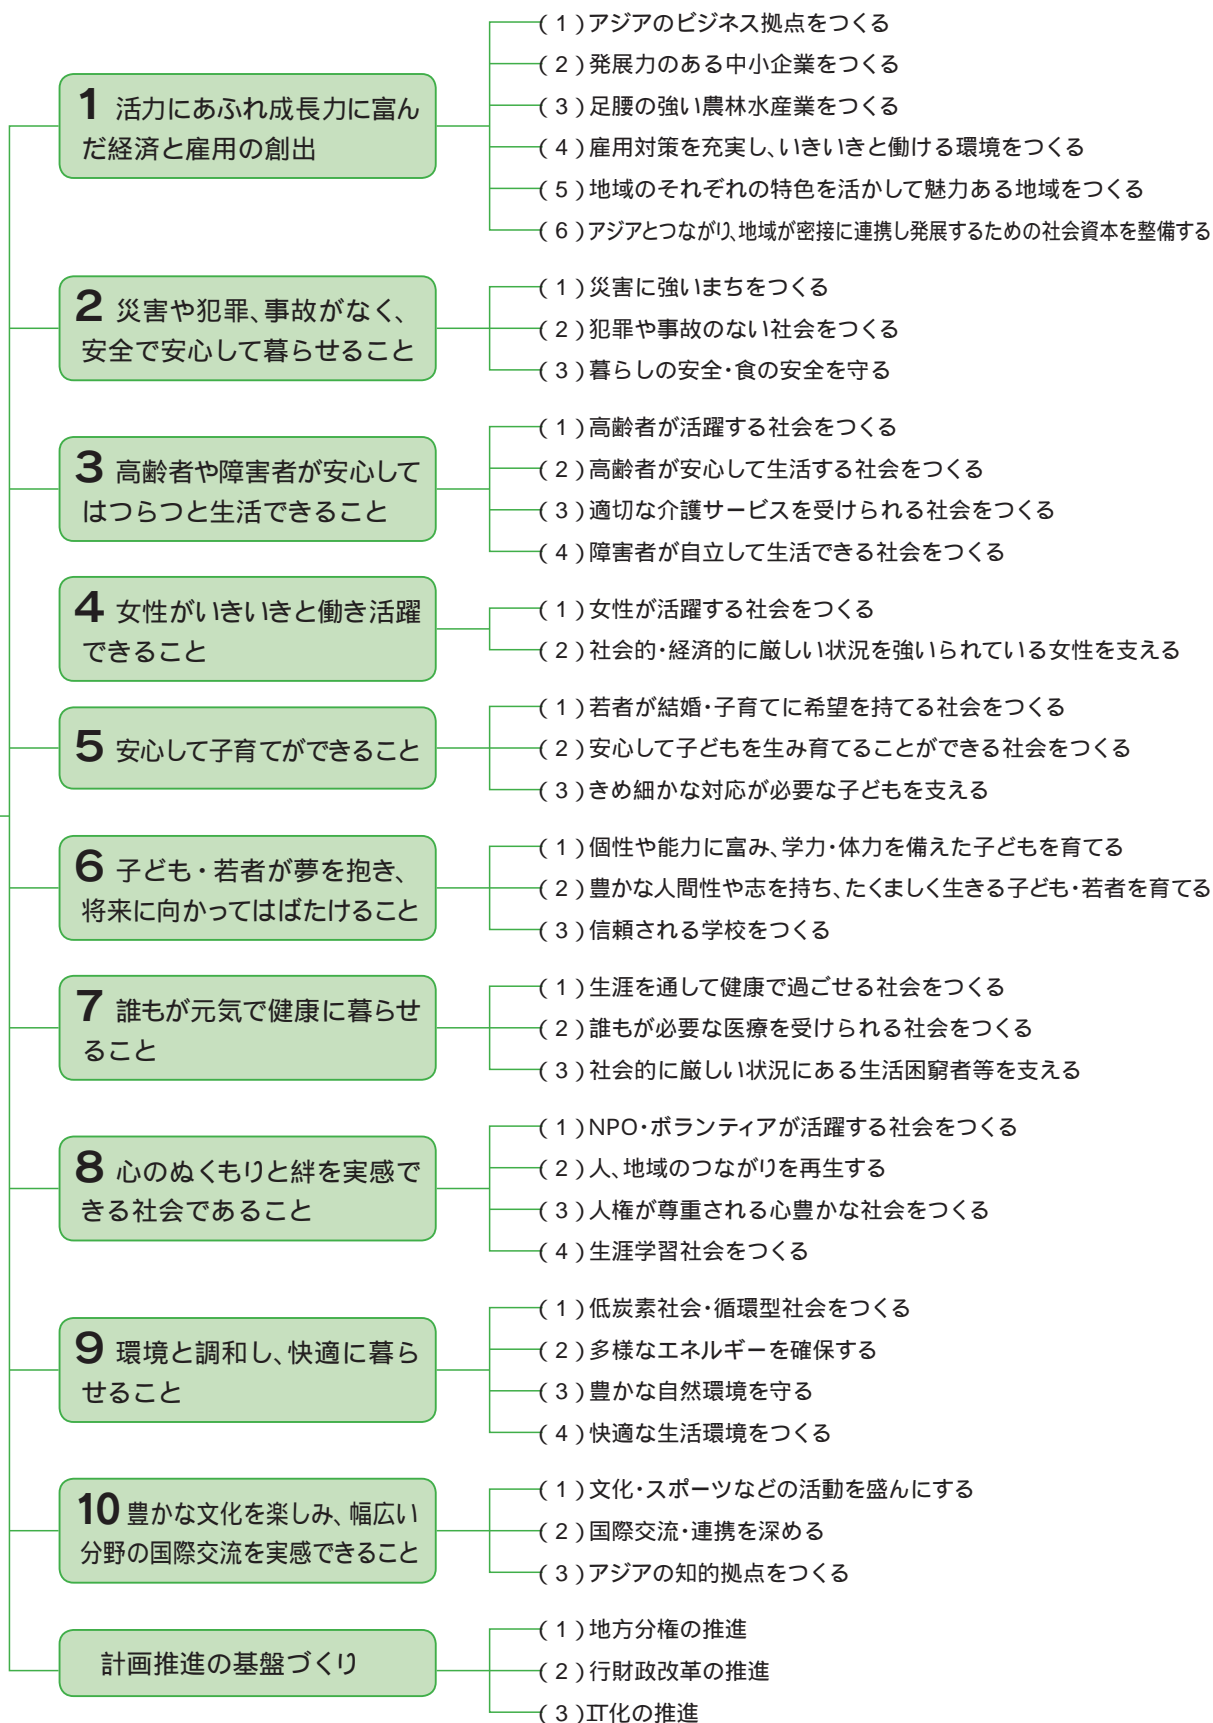 1 活力にあふれ成長力に富ん
だ経済と雇用の創出
(1)アジアのビジネス拠点をつくる
(2)発展力のある中小企業をつくる
(3)足腰の強い農林水産業をつくる
(4)雇用対策を充実し、いきいきと働ける環境をつくる
(5)地域のそれぞれの特色を活かして魅力ある地域をつくる
(6)アジアとつながり、地域が密接に連携し発展するための社会資本を整備する
2 災害や犯罪、事故がなく、
安全で安心して暮らせること
(1)災害に強いまちをつくる
(2)犯罪や事故のない社会をつくる
(3)暮らしの安全・食の安全を守る
3 高齢者や障害者が安心して
はつらつと生活できること
(1)高齢者が活躍する社会をつくる
(2)高齢者が安心して生活する社会をつくる
(3)適切な介護サービスを受けられる社会をつくる
(4)障害者が自立して生活できる社会をつくる
4 女性がいきいきと働き活躍
できること
(1)女性が活躍する社会をつくる
(2)社会的・経済的に厳しい状況を強いられている女性を支える
5 安心して子育てができること
(1)若者が結婚・子育てに希望を持てる社会をつくる
(2)安心して子どもを生み育てることができる社会をつくる
(3)きめ細かな対応が必要な子どもを支える
6 子ども・若者が夢を抱き、
将来に向かってはばたけること
(1)個性や能力に富み、学力・体力を備えた子どもを育てる
(2)豊かな人間性や志を持ち、たくましく生きる子ども・若者を育てる
(3)信頼される学校をつくる
7 誰もが元気で健康に暮らせ
ること
(1)生涯を通して健康で過ごせる社会をつくる
(2)誰もが必要な医療を受けられる社会をつくる
(3)社会的に厳しい状況にある生活困窮者等を支える
8 心のぬくもりと絆を実感で
きる社会であること
(1)NPO・ボランティアが活躍する社会をつくる
(2)人、地域のつながりを再生する
(3)人権が尊重される心豊かな社会をつくる
(4)生涯学習社会をつくる
9 環境と調和し、快適に暮ら
せること
(1)低炭素社会・循環型社会をつくる
(2)多様なエネルギーを確保する
(3)豊かな自然環境を守る
(4)快適な生活環境をつくる
10 豊かな文化を楽しみ、幅広い
分野の国際交流を実感できること
(1)文化・スポーツなどの活動を盛んにする
(2)国際交流・連携を深める
(3)アジアの知的拠点をつくる
計画推進の基盤づくり
(1)地方分権の推進
(2)行財政改革の推進
(3)IT化の推進